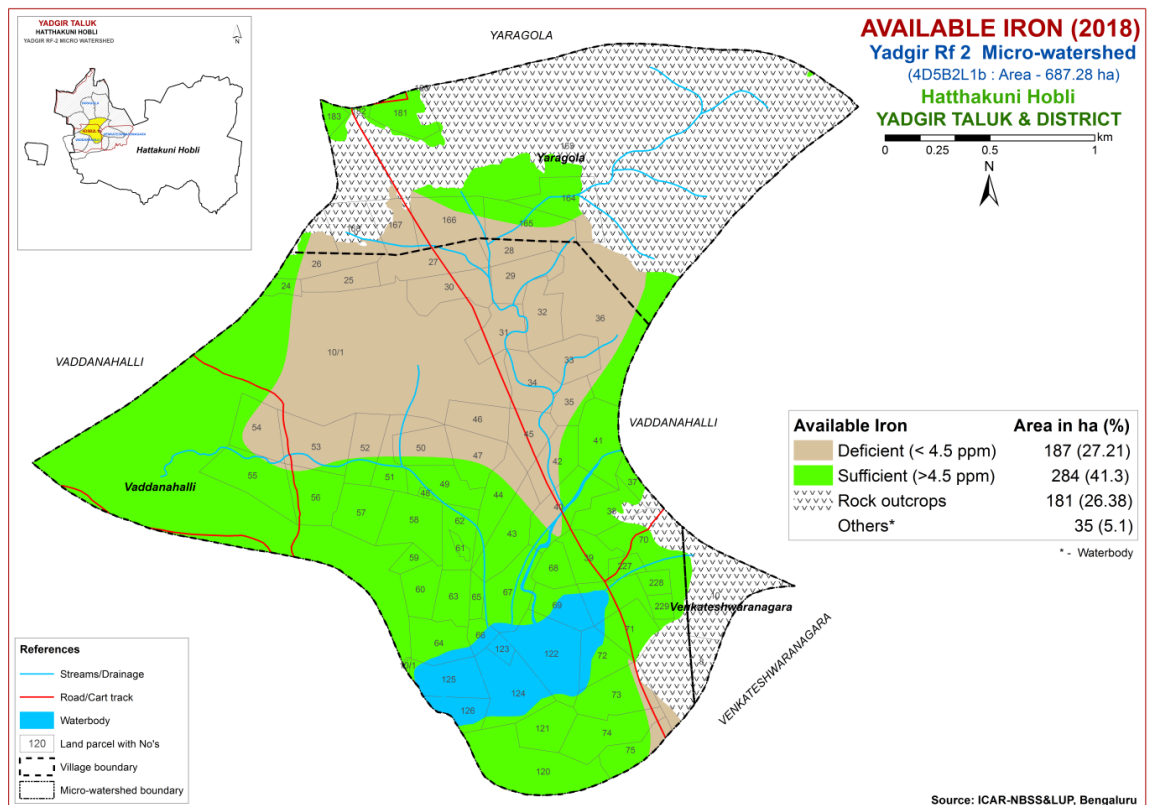 YADGIR TALUK
HATTHAKUNI HOBLI
YADGIR RF-2 MICRO WATERSHED
N
Hattakuni Hobli
AVAILABLE IRON (2018)
Yadgir Rf 2 Micro-watershed
(4D5B2L1b : Area - 687.28 ha)
Hatthakuni Hobli
YADGIR TALUK & DISTRICT
km
0 0.25 0.5 1
N
YARAGOLA
183
181
163
Yaragola
164
167
166
165
26
25
24
27
28
29
30
32
36
31
10/1
33
34
35
VADDANAHALLI
VADDANAHALLI
54
53
52
50
46
47
45
42
41
Vaddanahalli
55
51
49
48
44
37
38
56
57
58
62
61
43
40
39
70
59
60
63
65
67
68
69
227
228
229
Venkateshwaranagara
10
66
64
10/1
123
122
71
72
9
125
124
126
73
74
75
121
120
VENKATESHWARANAGARA
Available Iron Area in ha (%)
Deficient (< 4.5 ppm) 187 (27.21)
Sufficient (>4.5 ppm) 284 (41.3)
Rock outcrops 181 (26.38)
Others* 35 (5.1)
* - Waterbody
References
Streams/Drainage
Road/Cart track
Waterbody
120 Land parcel with No's
Village boundary
Micro-watershed boundary
Source: ICAR-NBSS&LUP, Bengaluru